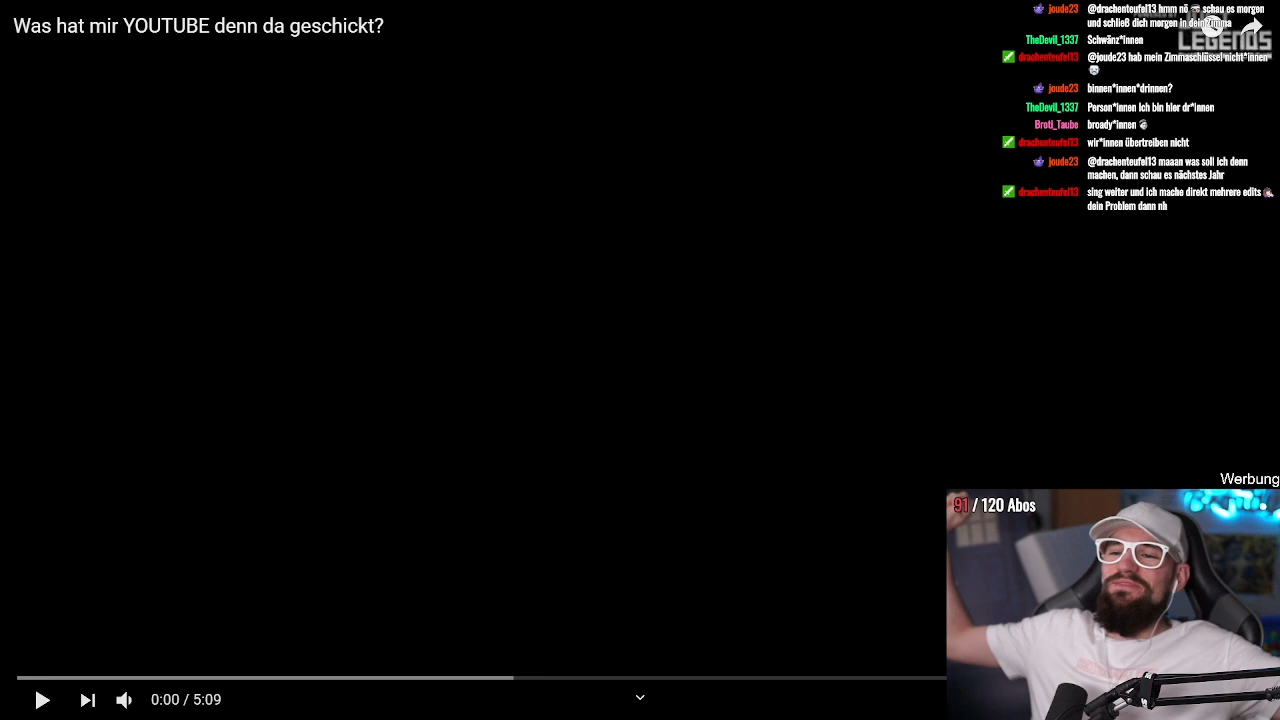 Was hat mir YOUTUBE denn da geschickt?
joude23 @drachenteufel13 hmm nö schau es morgen
und schließ dich morgen in dein
LEGENDS
TheDevil_1337 Schwänz*innen
drachenteufel13 @joude23 hab mein Zimmaschlüssel nicht*innen
joude23 binnen*innen*drinnen?
TheDevil_1337 Person*innen ich bin hier dr*innen
Broti_Taube broady*innen
drachenteufel13 wir*innen übertreiben nicht
joude23 @drachenteufel13 maaan was soll ich denn
machen, dann schau es nächstes Jahr
drachenteufel13 sing weiter und ich mache direkt mehrere edits
dein Problem dann nh
Werbung
91 / 120 Abos
0:00 / 5:09